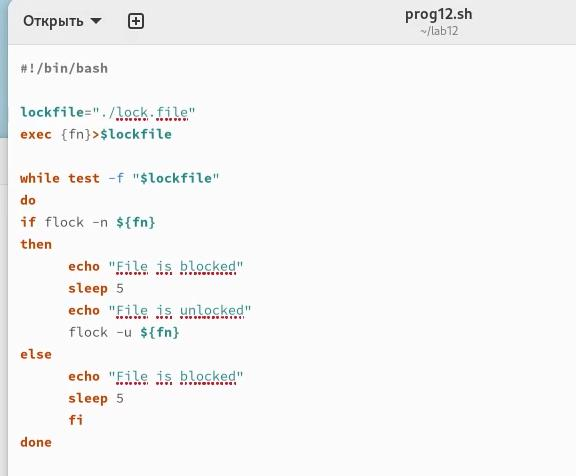 Открыть
prog12.sh
~/lab12
#!/bin/bash
lockfile="./lock.file"
exec {fn}>$lockfile
while test -f "$lockfile"
do
if flock -n ${fn}
then
echo "File is blocked"
sleep 5
echo "File is unlocked"
flock -u ${fn}
else
echo "File is blocked"
sleep 5
fi
done